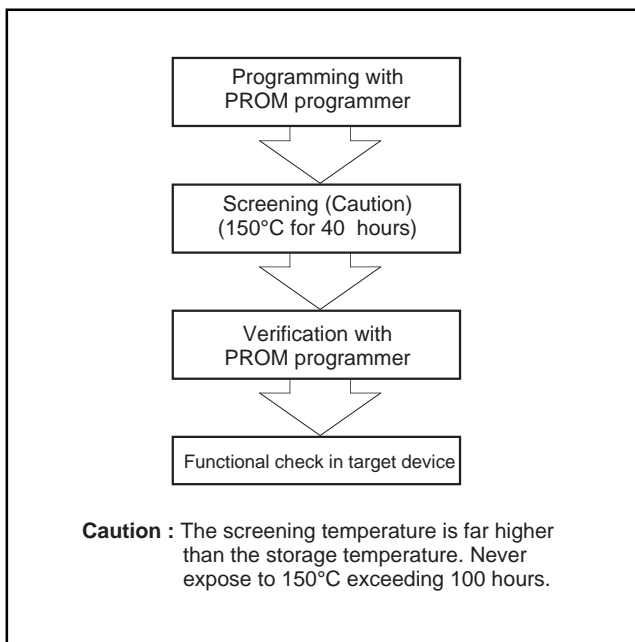 Programming with
PROM programmer
Screening (Caution)
(150°C for 40 hours)
Verification with
PROM programmer
Functional check in target device
Caution : The screening temperature is far higher
than the storage temperature. Never
expose to 150°C exceeding 100 hours.